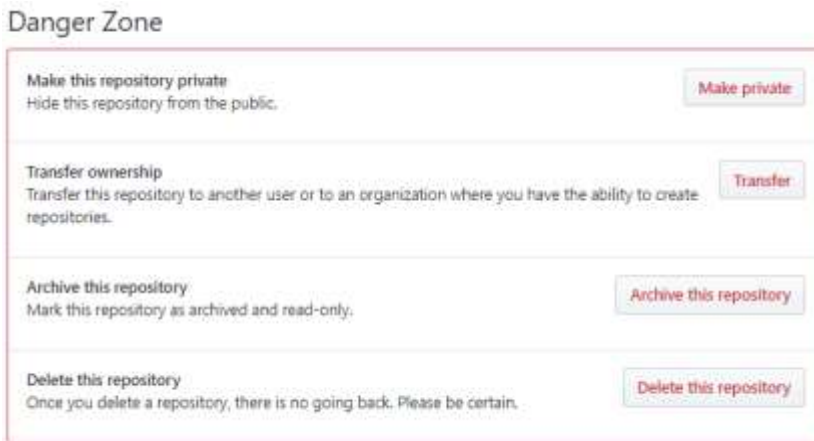 Danger Zone
Make this repository private
Hide this repository from the public.
Make private
Transfer ownership
Transfer this repository to another user or to an organization where you have the ability to create
repositories.
Transfer
Archive this repository
Mark this repository as archived and read-only.
Archive this repository
Delete this repository
Once you delete a repository, there is no going back. Please be certain.
Delete this repository